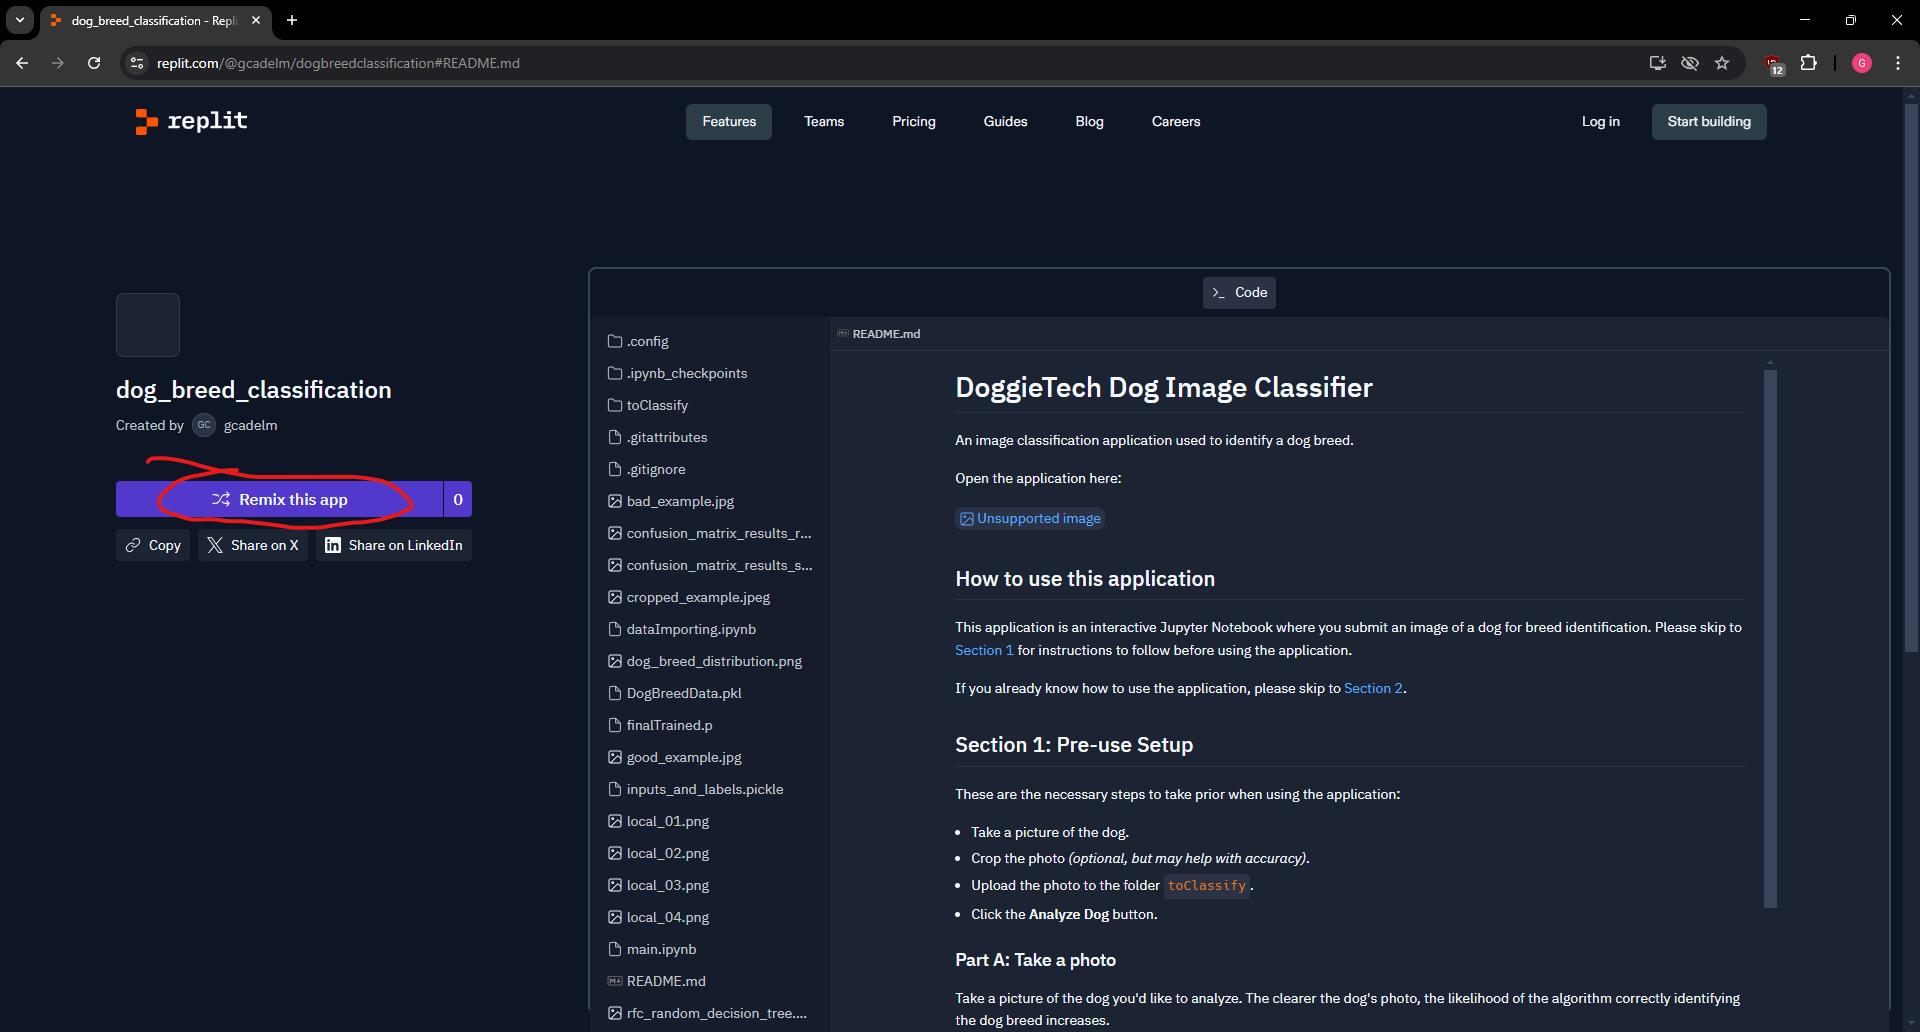 dog_breed_classification - Repli
replit.com/@gcadelm/dogbreedclassification#README.md
12
G
replit
Features
Teams
Pricing
Guides
Blog
Careers
Log in
Start building
dog_breed_classification
Created by GC gcadelm
Remix this app 0
Copy
Share on X
Share on LinkedIn
>_ Code
.config
.ipynb_checkpoints
toClassify
.gitattributes
.gitignore
bad_example.jpg
confusion_matrix_results_r...
confusion_matrix_results_s...
cropped_example.jpeg
dataImporting.ipynb
dog_breed_distribution.png
DogBreedData.pkl
finalTrained.p
good_example.jpg
inputs_and_labels.pickle
local_01.png
local_02.png
local_03.png
local_04.png
main.ipynb
README.md
rfc_random_decision_tree....
README.md
DoggieTech Dog Image Classifier
An image classification application used to identify a dog breed.
Open the application here:
Unsupported image
How to use this application
This application is an interactive Jupyter Notebook where you submit an image of a dog for breed identification. Please skip to
Section 1 for instructions to follow before using the application.
If you already know how to use the application, please skip to Section 2.
Section 1: Pre-use Setup
These are the necessary steps to take prior when using the application:
• Take a picture of the dog.
• Crop the photo (optional, but may help with accuracy).
• Upload the photo to the folder toClassify.
• Click the Analyze Dog button.
Part A: Take a photo
Take a picture of the dog you'd like to analyze. The clearer the dog's photo, the likelihood of the algorithm correctly identifying
the dog breed increases.